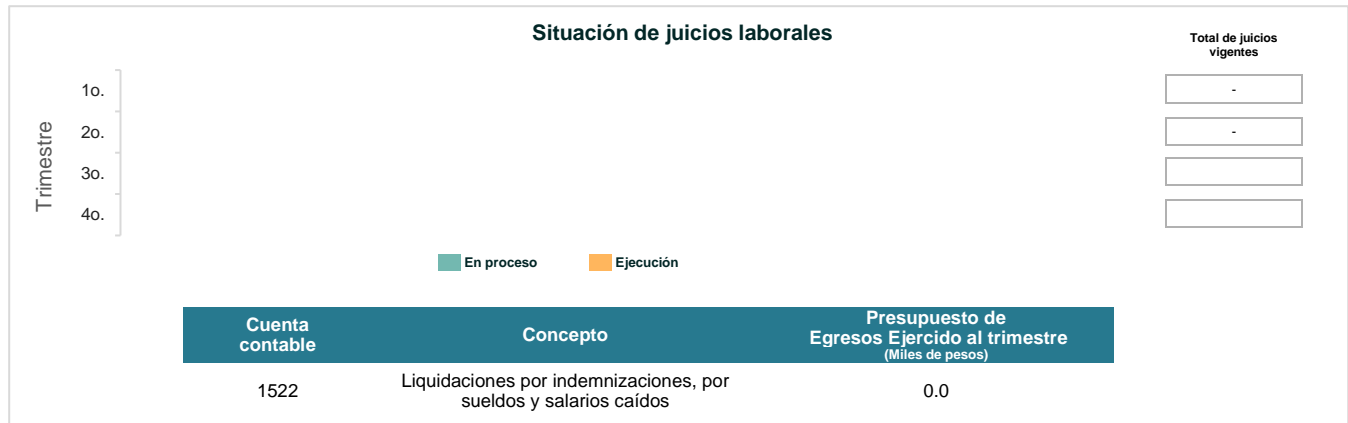 Situación de juicios laborales
Total de juicios
vigentes
Trimestre
1o.
-
2o.
-
3o.
4o.
En proceso
Ejecución
Cuenta
contable
Concepto
Presupuesto de
Egresos Ejercido al trimestre
(Miles de pesos)
1522
Liquidaciones por indemnizaciones, por
sueldos y salarios caídos
0.0